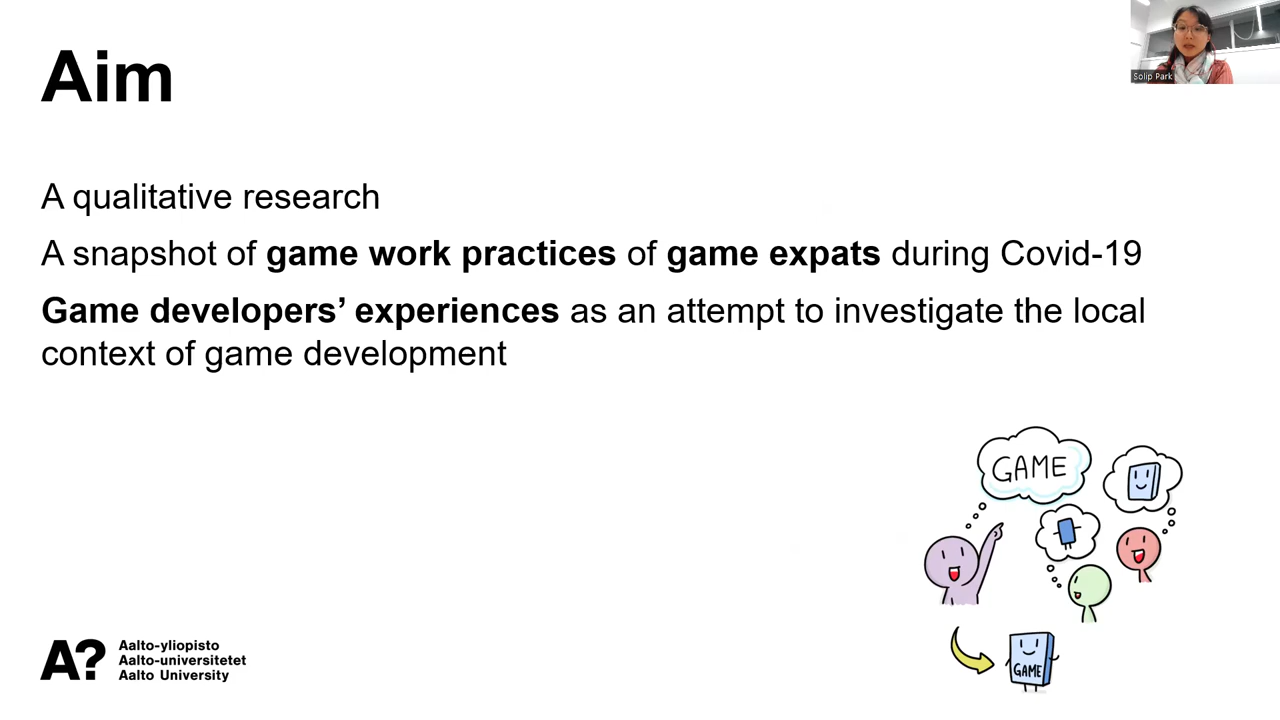 Aim
Solip Park
A qualitative research
A snapshot of game work practices of game expats during Covid-19
Game developers’ experiences as an attempt to investigate the local
context of game development
GAME
GAME
A?
Aalto-yliopisto
Aalto-universitetet
Aalto University